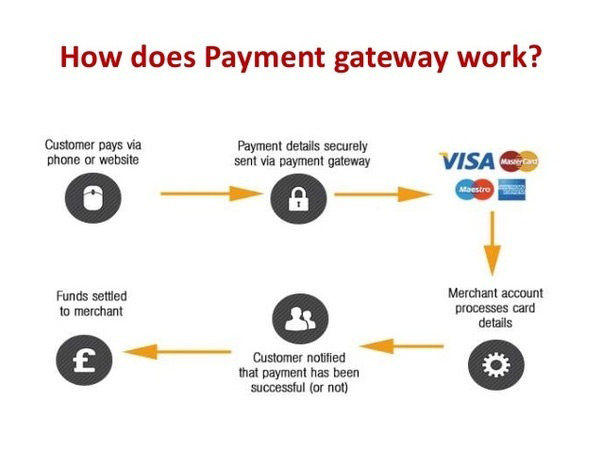 How does Payment gateway work?
Customer pays via
phone or website
Payment details securely
sent via payment gateway
VISA
MasterCard
Maestro
AMERICAN EXPRESS
Merchant account
processes card
details
Customer notified
that payment has been
successful (or not)
Funds settled
to merchant
£